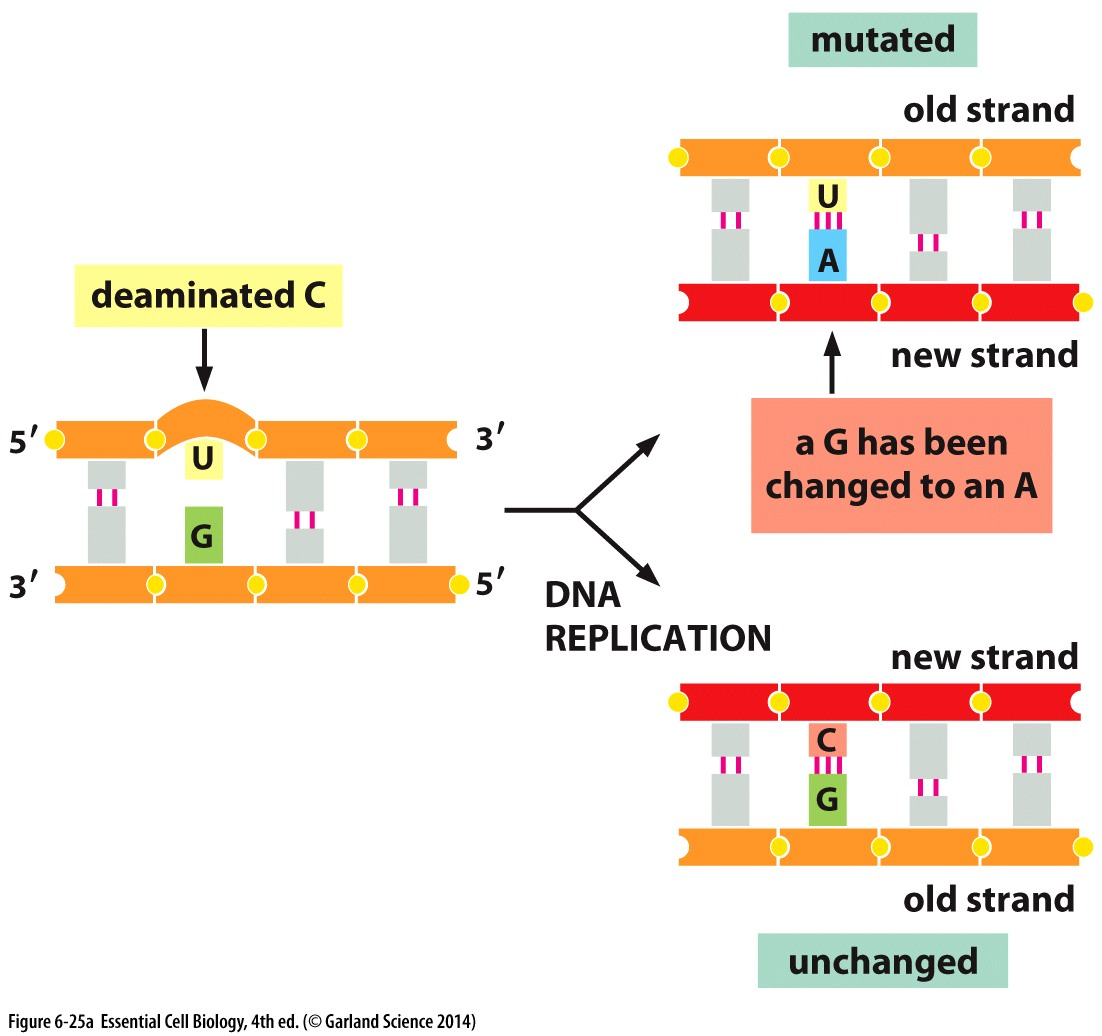 mutated
old strand
U
A
new strand
a G has been
changed to an A
deaminated C
5′
3′
U
G
3′
5′
DNA
REPLICATION
new strand
C
G
old strand
unchanged
Figure 6-25a Essential Cell Biology, 4th ed. (© Garland Science 2014)